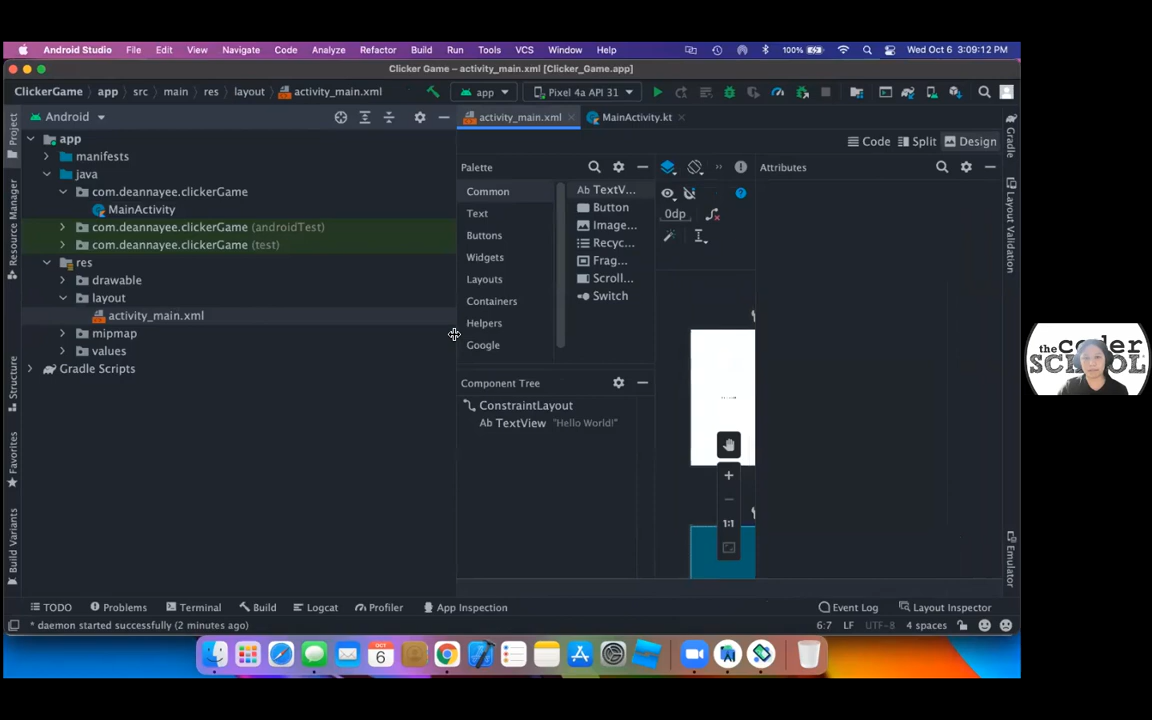 Android Studio File Edit View Navigate Code Analyze Refactor Build Run Tools VCS Window Help 100% Wed Oct 6 3:09:12 PM
Clicker Game – activity_main.xml [Clicker_Game.app]
ClickerGame app src main res layout activity_main.xml app Pixel 4a API 31
Android
activity_main.xml MainActivity.kt
Code Split Design
Project
Resource Manager
Structure
Favorites
Build Variants
app
manifests
java
com.deannayee.clickerGame
MainActivity
com.deannayee.clickerGame (androidTest)
com.deannayee.clickerGame (test)
res
drawable
layout
activity_main.xml
mipmap
values
Gradle Scripts
Palette
Common
Text
Buttons
Widgets
Layouts
Containers
Helpers
Google
Ab TextV...
Button
Image...
Recyc...
Frag...
Scroll...
Switch
Component Tree
ConstraintLayout
Ab TextView "Hello World!"
0dp
1:1
Attributes
Gradle
Layout Validation
Emulator
TODO Problems Terminal Build Logcat Profiler App Inspection Event Log Layout Inspector
* daemon started successfully (2 minutes ago) 6:7 LF UTF-8 4 spaces
OCT
6
the coder
SCHOOL